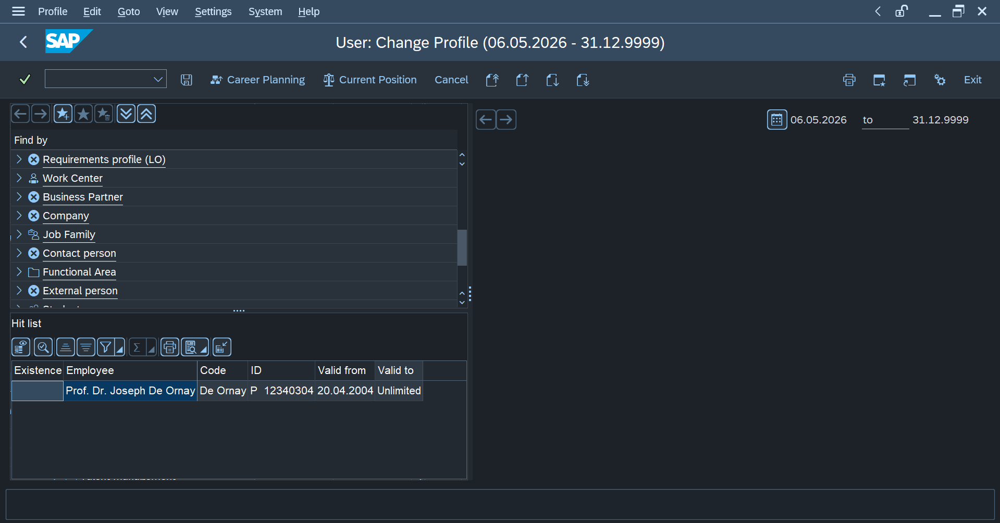 Profile Edit Goto View Settings System Help
SAP
User: Change Profile (06.05.2026 - 31.12.9999)
Career Planning Current Position Cancel Exit
06.05.2026 to 31.12.9999
Find by
Requirements profile (LO)
Work Center
Business Partner
Company
Job Family
Contact person
Functional Area
External person
Hit list
Existence Employee Code ID Valid from Valid to
Prof. Dr. Joseph De Ornay De Ornay P 12340304 20.04.2004 Unlimited